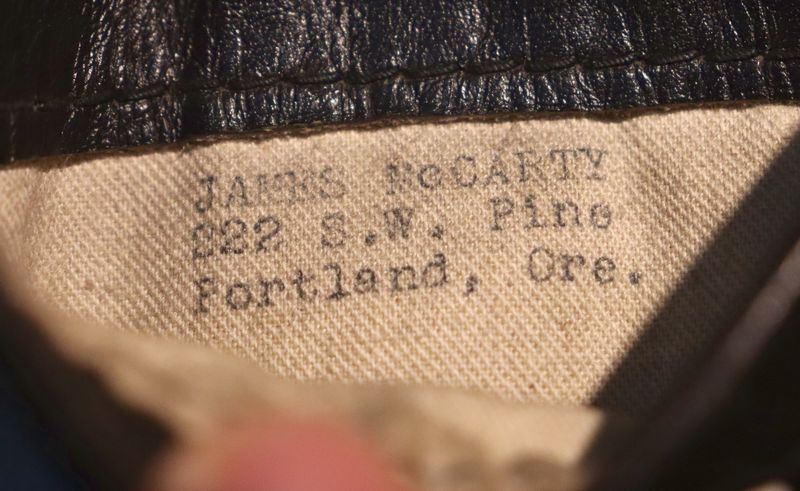 JAMES McCARTY
222 S.W. Pine
Portland, Ore.